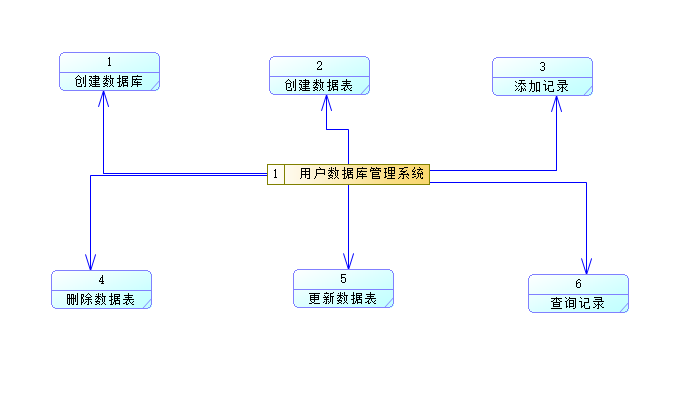 1
创建数据库
2
创建数据表
3
添加记录
1 用户数据库管理系统
4
删除数据表
5
更新数据表
6
查询记录